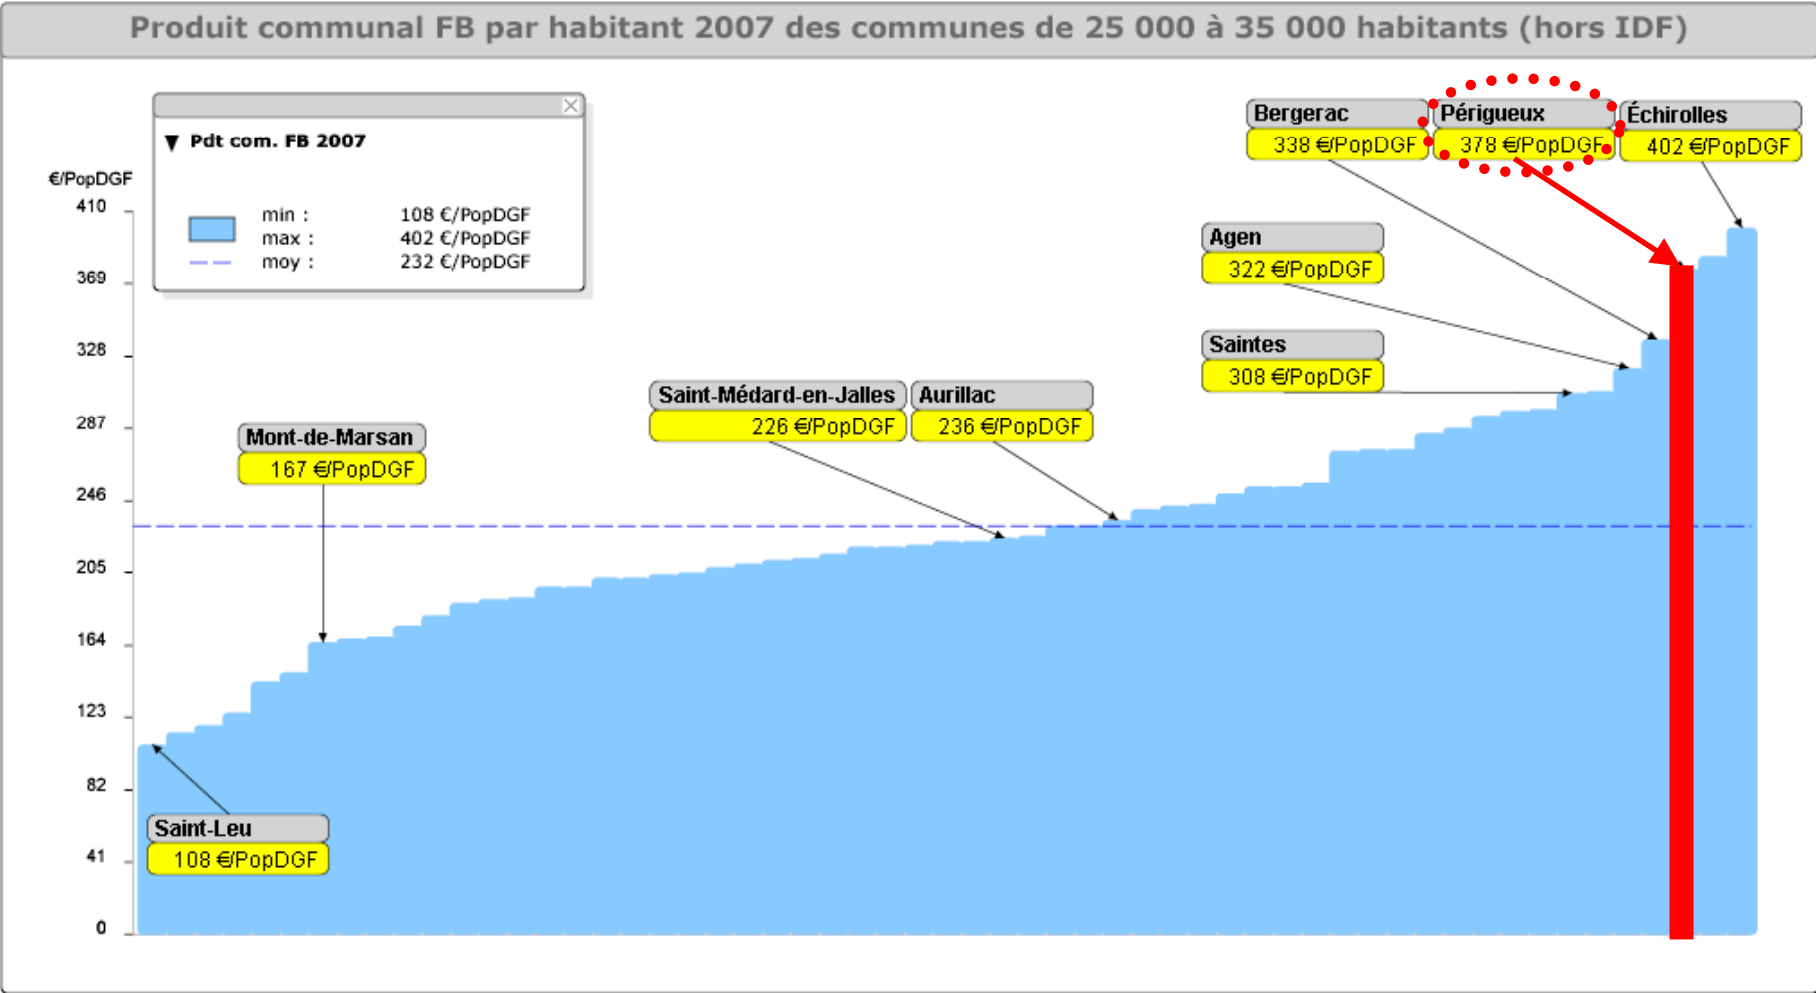 Produit communal FB par habitant 2007 des communes de 25 000 à 35 000 habitants (hors IDF)
Pdt com. FB 2007
min : 108 €/PopDGF
max : 402 €/PopDGF
moy : 232 €/PopDGF
€/PopDGF
410
369
328
287
246
205
164
123
82
41
0
Bergerac
338 €/PopDGF
Périgueux
378 €/PopDGF
Échirolles
402 €/PopDGF
Agen
322 €/PopDGF
Saintes
308 €/PopDGF
Saint-Médard-en-Jalles
226 €/PopDGF
Aurillac
236 €/PopDGF
Mont-de-Marsan
167 €/PopDGF
Saint-Leu
108 €/PopDGF